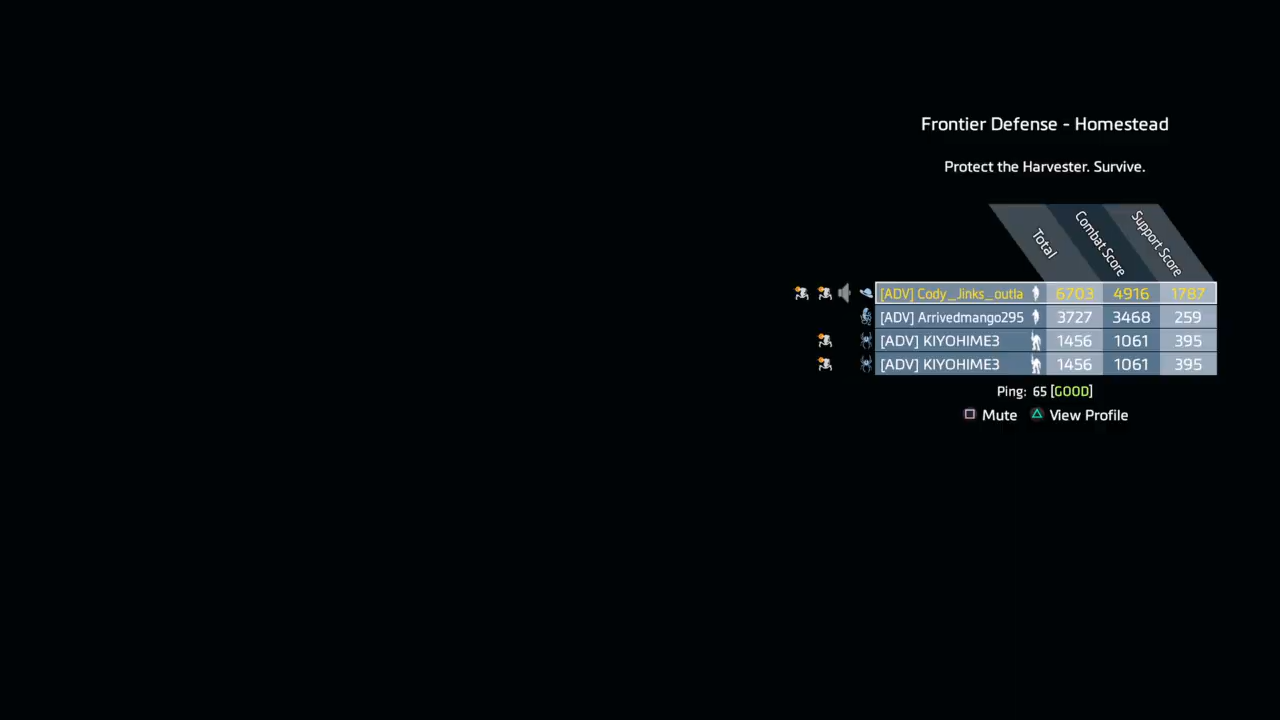 Frontier Defense - Homestead
Protect the Harvester. Survive.
Total Combat Score Support Score
[ADV] Cody_Jinks_outla 6703 4916 1787
[ADV] Arrivedmango295 3727 3468 259
[ADV] KIYOHIME3 1456 1061 395
[ADV] KIYOHIME3 1456 1061 395
Ping: 65 [GOOD]
Mute View Profile